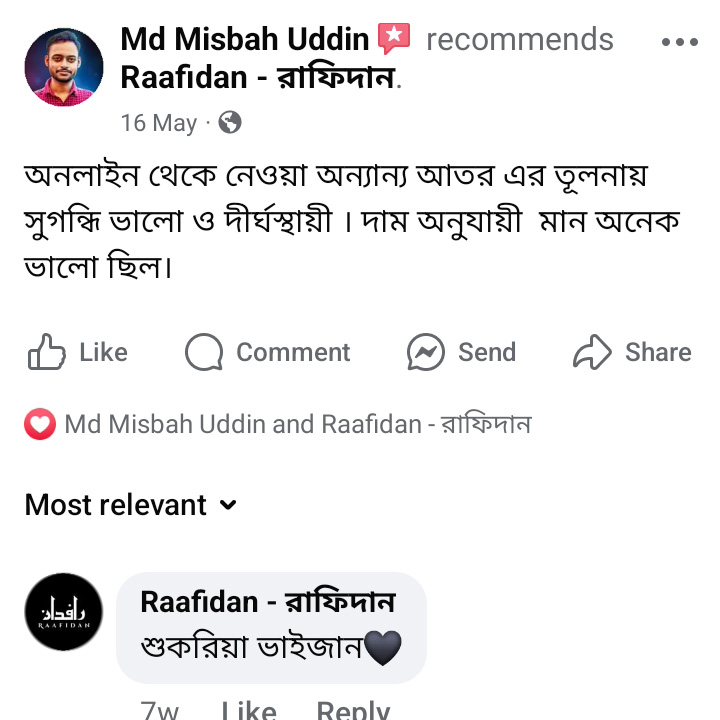 Md Misbah Uddin recommends
Raafidan - রাফিদান.
16 May ·
অনলাইন থেকে নেওয়া অন্যান্য আতর এর তূলনায়
সুগন্ধি ভালো ও দীর্ঘস্থায়ী । দাম অনুযায়ী  মান অনেক
ভালো ছিল।
Like Comment Send Share
Md Misbah Uddin and Raafidan - রাফিদান
Most relevant
رافدان
RAAFIDAN
Raafidan - রাফিদান
শুকরিয়া ভাইজান🖤
7w Like Reply